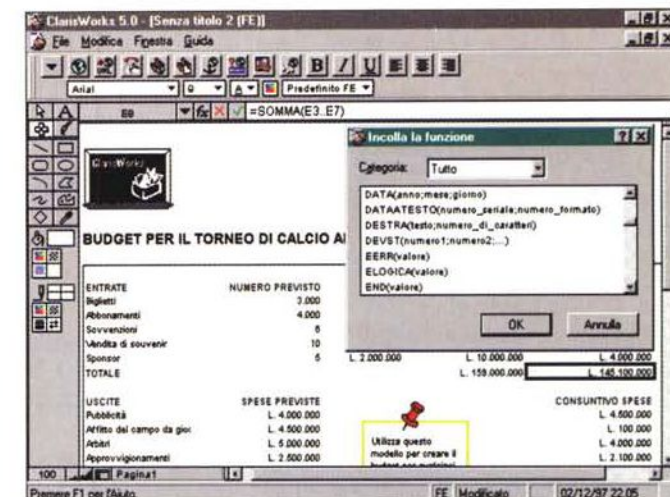 ClarisWorks 5.0 - [Senza titolo 2 (FE)]
File Modifica Finestra Guida
B I U
Arial 9 A Predefinito FE
E8 fx =SOMMA(E3..E7)
ClarisWorks
BUDGET PER IL TORNEO DI CALCIO
Incolla la funzione
Categoria: Tutto
DATA(anno;mese;giorno)
DATAATESTO(numero_seriale;numero_formato)
DESTRA(testo;numero_di_caratteri)
DEVST(numero1;numero2;...)
EERR(valore)
ELOGICA(valore)
END(valore)
OK Annulla
ENTRATE NUMERO PREVISTO
Biglietti 3.000
Abbonamenti 4.000
Sovvenzioni 6
Vendita di souvenir 10
Sponsor 5 L. 2.000.000 L. 10.000.000 L. 4.000.000
TOTALE L. 159.000.000 L. 145.100.000
USCITE SPESE PREVISTE CONSUNTIVO SPESE
Pubblicità L. 4.000.000 L. 4.500.000
Affitto del campo da gioc L. 4.500.000 L. 100.000
Arbitri L. 5.000.000 L. 4.000.000
Approvvigionamenti L. 2.500.000 L. 2.100.000
Utilizza questo
modello per creare il
100 Pagina1
Premere F1 per l'Aiuto. FE Modificato 02/12/97 22.05